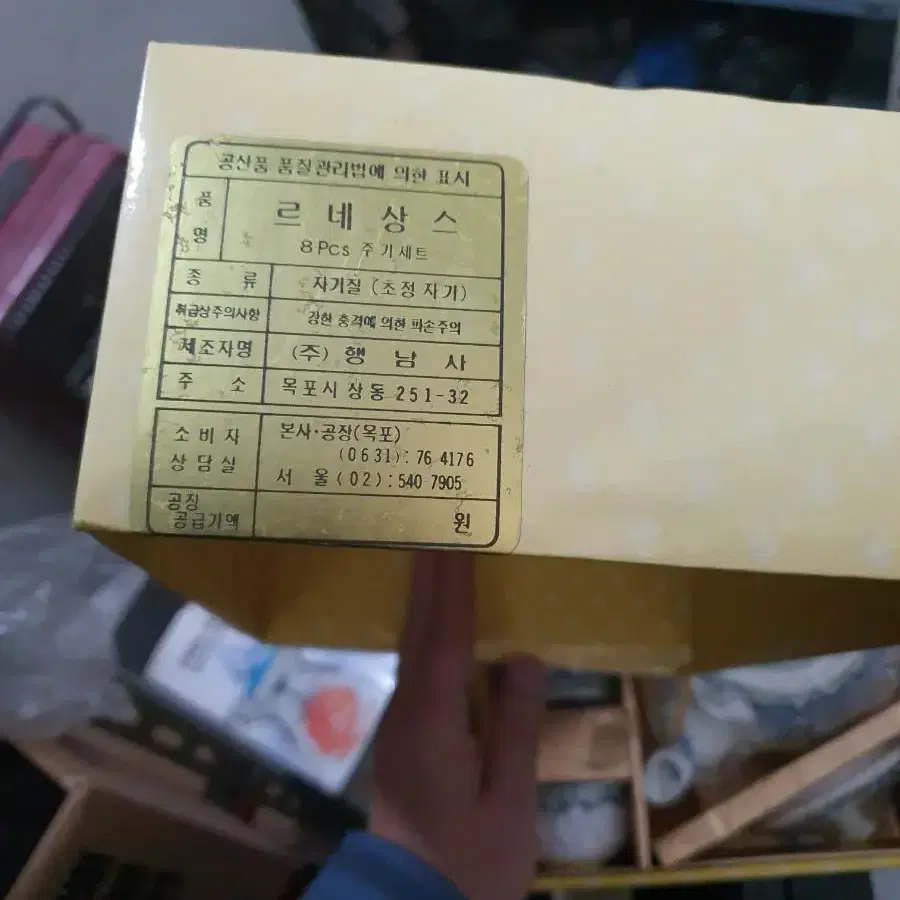 공산품 품질관리법에 의한 표시
품명 르네상스
8Pcs 주기세트
종 류 자기질 (초정자기)
취급상주의사항 강한 충격에 의한 파손주의
제조자명 (주) 행남사
주 소 목포시 상동 251-32
소비자 상담실 본사·공장(목포)
(0631): 76 4176
서 울 (02): 540 7905
공장
공급가액 원